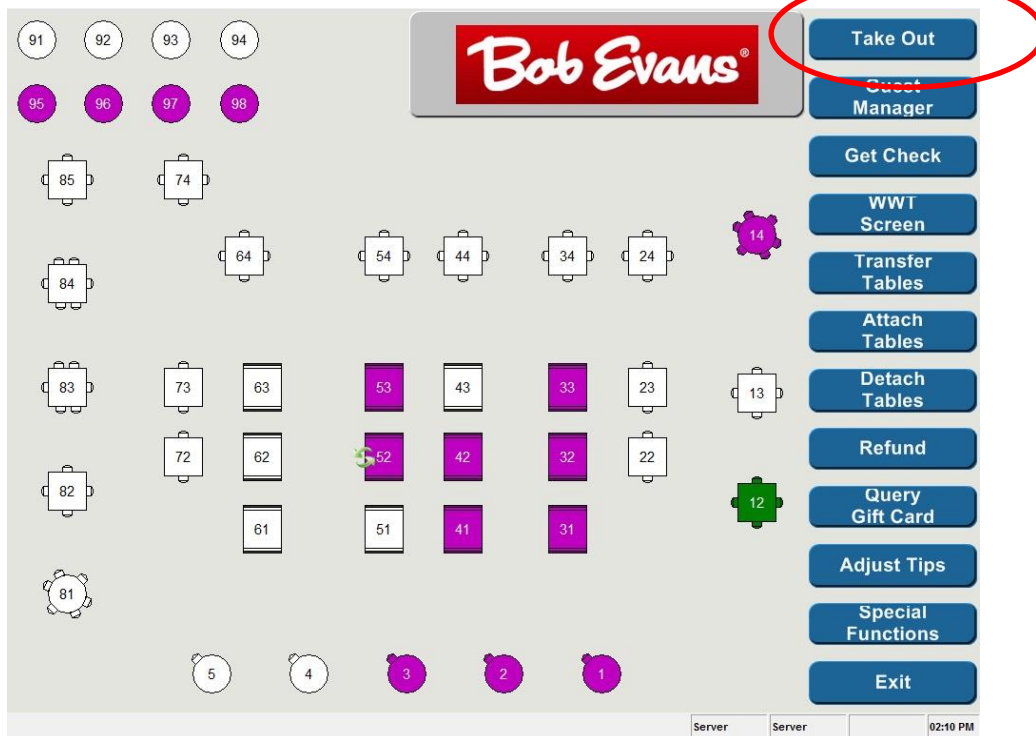 91 92 93 94
Bob Evans®
Take Out
95 96 97 98
Guest
Manager
85 74
Get Check
14
WWT
Screen
64 54 44 34 24
84
Transfer
Tables
Attach
Tables
83 73 63 53 43 33 23 13
Detach
Tables
82 72 62 52 42 32 22 12
Refund
Query
Gift Card
61 51 41 31
Adjust Tips
81
Special
Functions
5 4 3 2 1
Exit
Server Server 02:10 PM